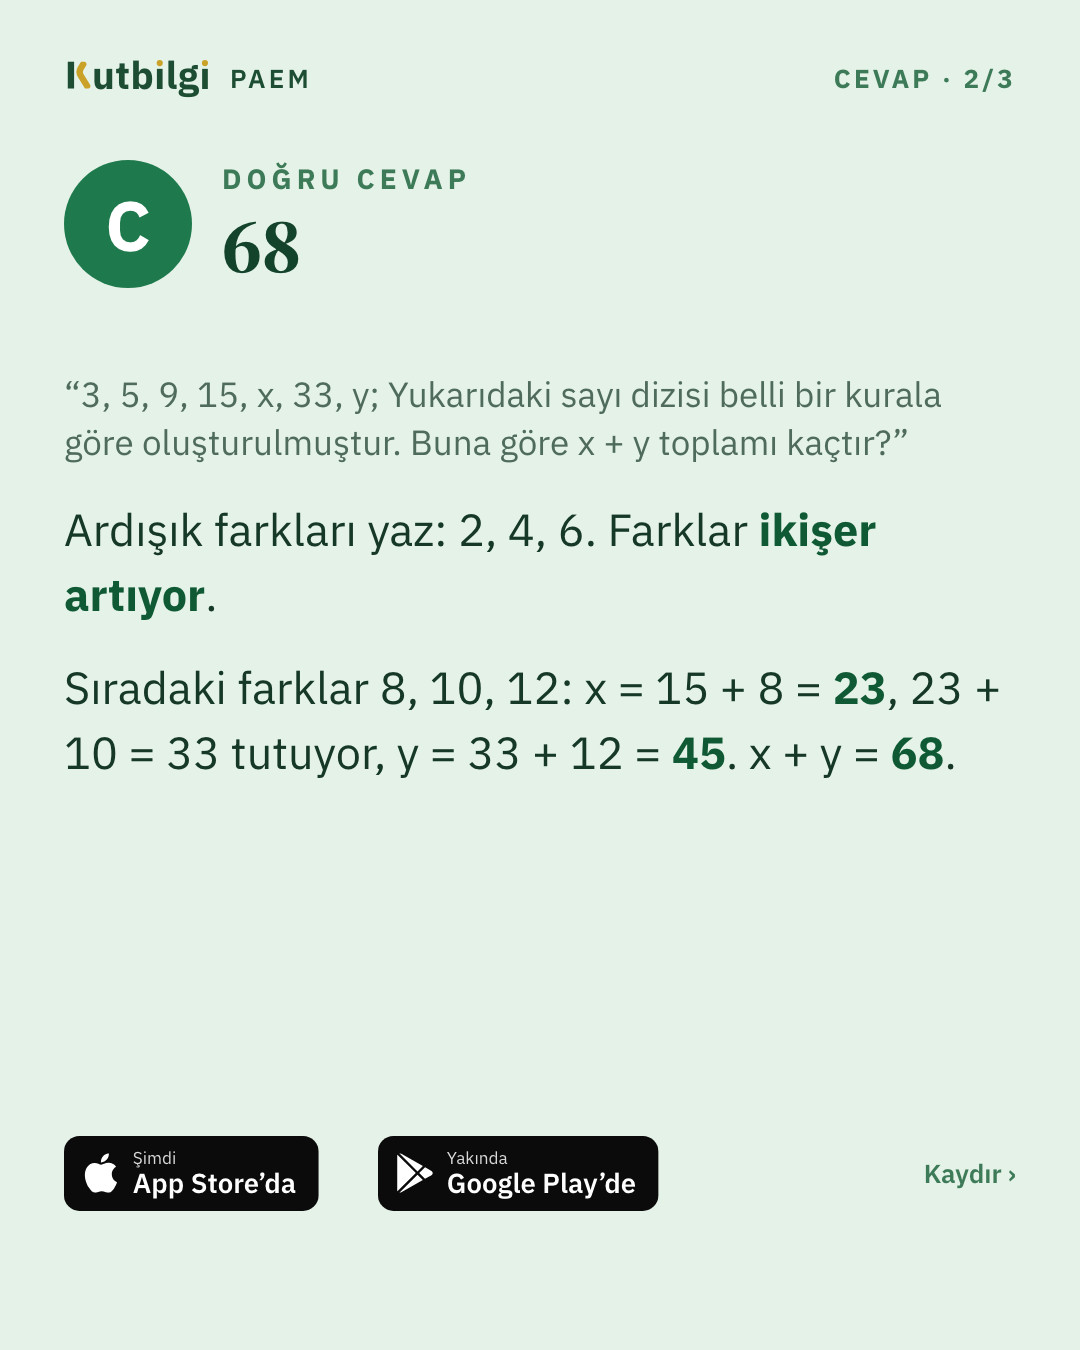 Kutbilgi PAEM
CEVAP · 2/3
C
DOĞRU CEVAP
68
“3, 5, 9, 15, x, 33, y; Yukarıdaki sayı dizisi belli bir kurala
göre oluşturulmuştur. Buna göre x + y toplamı kaçtır?”
Ardışık farkları yaz: 2, 4, 6. Farklar ikişer
artıyor.
Sıradaki farklar 8, 10, 12: x = 15 + 8 = 23, 23 +
10 = 33 tutuyor, y = 33 + 12 = 45. x + y = 68.
Şimdi
App Store’da
Yakında
Google Play’de
Kaydır ›